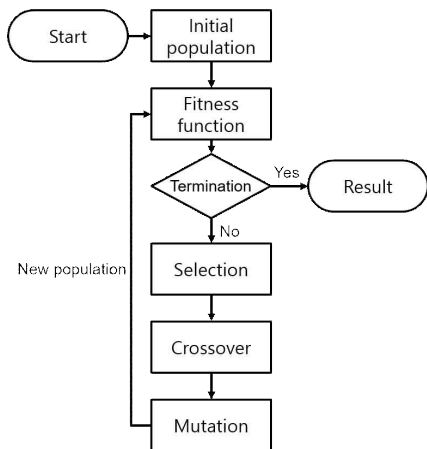 Start
Initial
population
Fitness
function
Termination
Yes
Result
No
New population
Selection
Crossover
Mutation